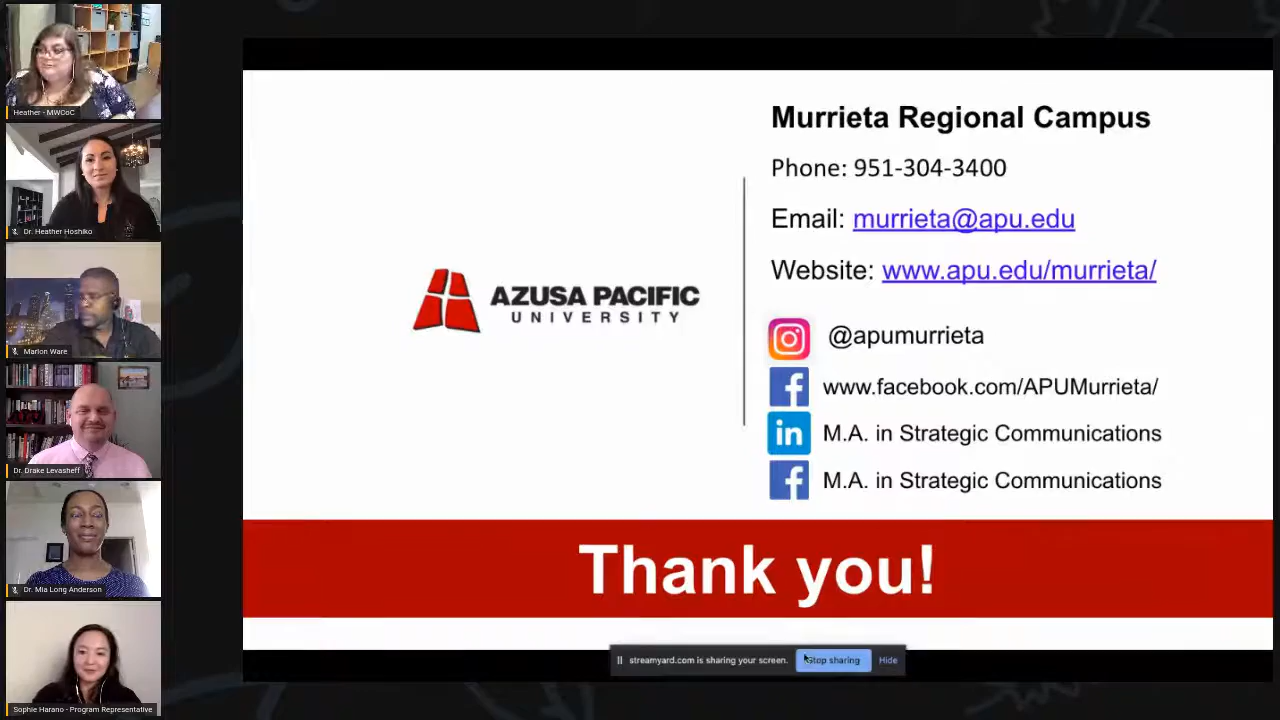 Heather - MWCoC
Dr. Heather Hoshiko
Marlon Ware
Dr. Drake Levasheff
Dr. Mia Long Anderson
Sophie Harano - Program Representative
AZUSA PACIFIC
UNIVERSITY
Murrieta Regional Campus
Phone: 951-304-3400
Email: murrieta@apu.edu
Website: www.apu.edu/murrieta/
@apumurrieta
f www.facebook.com/APUMurrieta/
in M.A. in Strategic Communications
f M.A. in Strategic Communications
Thank you!
streamyard.com is sharing your screen. Stop sharing Hide